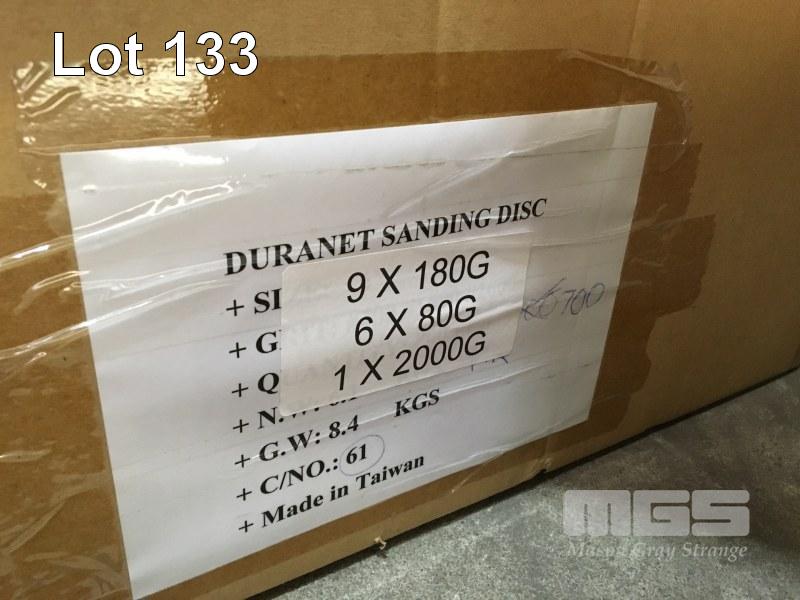 Lot 133
DURANET SANDING DISC
+ SI
9 X 180G
+ G
6 X 80G
700
+ Q
1 X 2000G
+ N.W:
KGS
+ G.W: 8.4
+ C/NO.: 61
+ Made in Taiwan
MGS
Mason Gray Strange